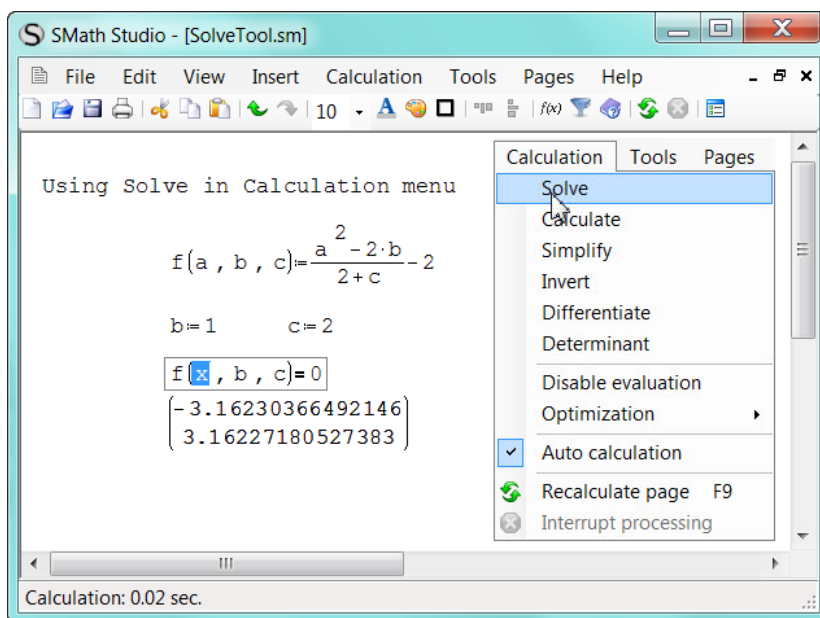 SMath Studio - [SolveTool.sm]
File Edit View Insert Calculation Tools Pages Help
10 A f(x)
Calculation Tools Pages
Using Solve in Calculation menu
Solve
Calculate
f(a , b , c):=(a^2-2·b)/(2+c)-2
Simplify
Invert
b:=1 c:=2
Differentiate
Determinant
f(x , b , c)=0
Disable evaluation
(-3.16230366492146
3.16227180527383)
Optimization
Auto calculation
Recalculate page F9
Interrupt processing
Calculation: 0.02 sec.